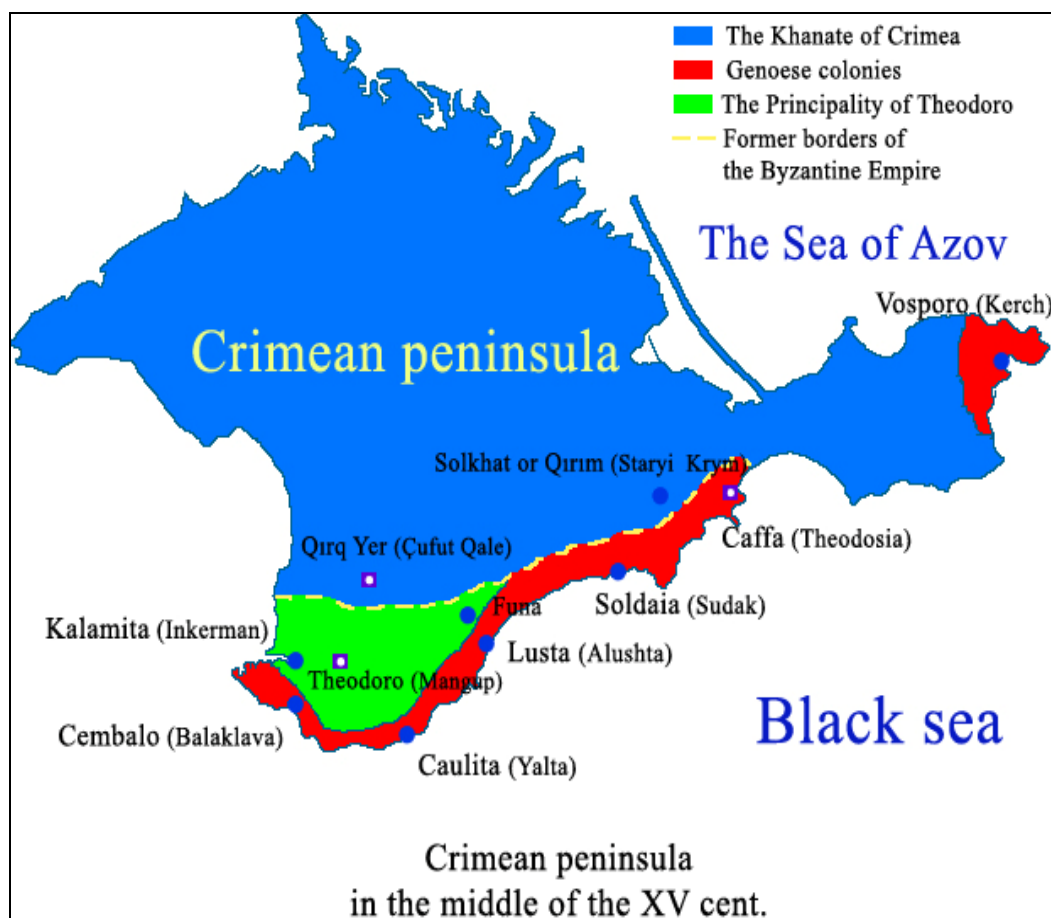 The Khanate of Crimea
Genoese colonies
The Principality of Theodoro
Former borders of
the Byzantine Empire
The Sea of Azov
Vosporo (Kerch)
Crimean peninsula
Solkhat or Qırım (Staryi Krym)
Caffa (Theodosia)
Qırq Yer (Çufut Qale)
Soldaia (Sudak)
Funa
Kalamita (Inkerman)
Lusta (Alushta)
Theodoro (Mangup)
Black sea
Cembalo (Balaklava)
Caulita (Yalta)
Crimean peninsula
in the middle of the XV cent.